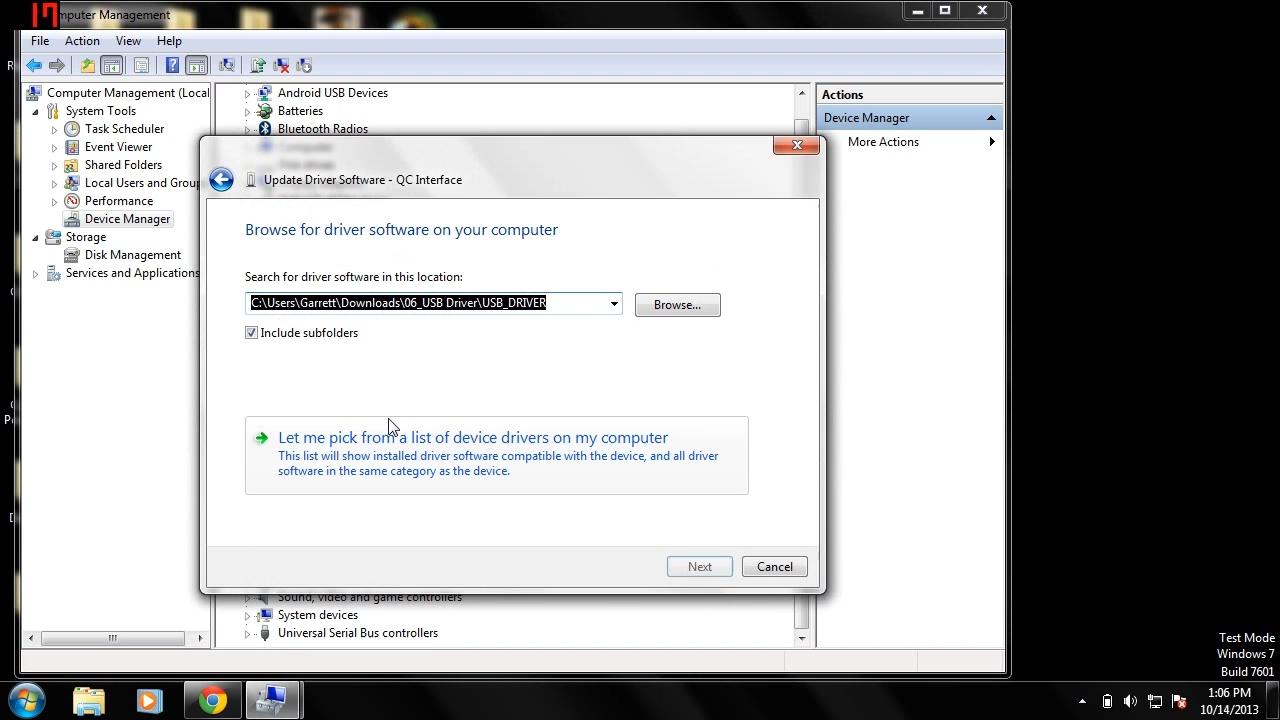 mputer Management
File Action View Help
Computer Management (Local
System Tools
Task Scheduler
Event Viewer
Shared Folders
Local Users and Group
Performance
Device Manager
Storage
Disk Management
Services and Applications
Android USB Devices
Batteries
Bluetooth Radios
Computer
Disk drives
Actions
Device Manager
More Actions
Update Driver Software - QC Interface
Browse for driver software on your computer
Search for driver software in this location:
C:\Users\Garrett\Downloads\06_USB Driver\USB_DRIVER
Browse...
Include subfolders
Let me pick from a list of device drivers on my computer
This list will show installed driver software compatible with the device, and all driver
software in the same category as the device.
Next
Cancel
Sound, video and game controllers
System devices
Universal Serial Bus controllers
Test Mode
Windows 7
Build 7601
1:06 PM
10/14/2013